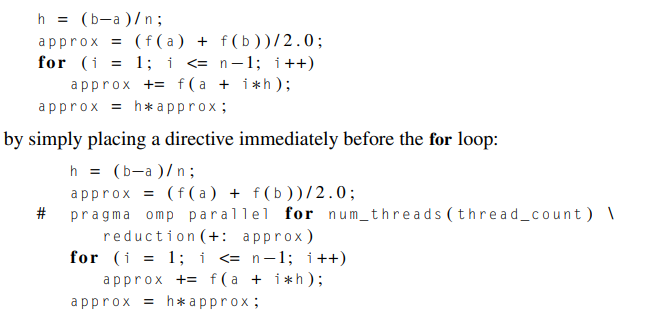 h = (b−a)/n;
approx = (f(a) + f(b))/2.0;
for (i = 1; i <= n−1; i++)
approx += f(a + i*h);
approx = h*approx;
by simply placing a directive immediately before the for loop:
h = (b−a)/n;
approx = (f(a) + f(b))/2.0;
# pragma omp parallel for num_threads(thread_count) \
reduction(+: approx)
for (i = 1; i <= n−1; i++)
approx += f(a + i*h);
approx = h*approx;